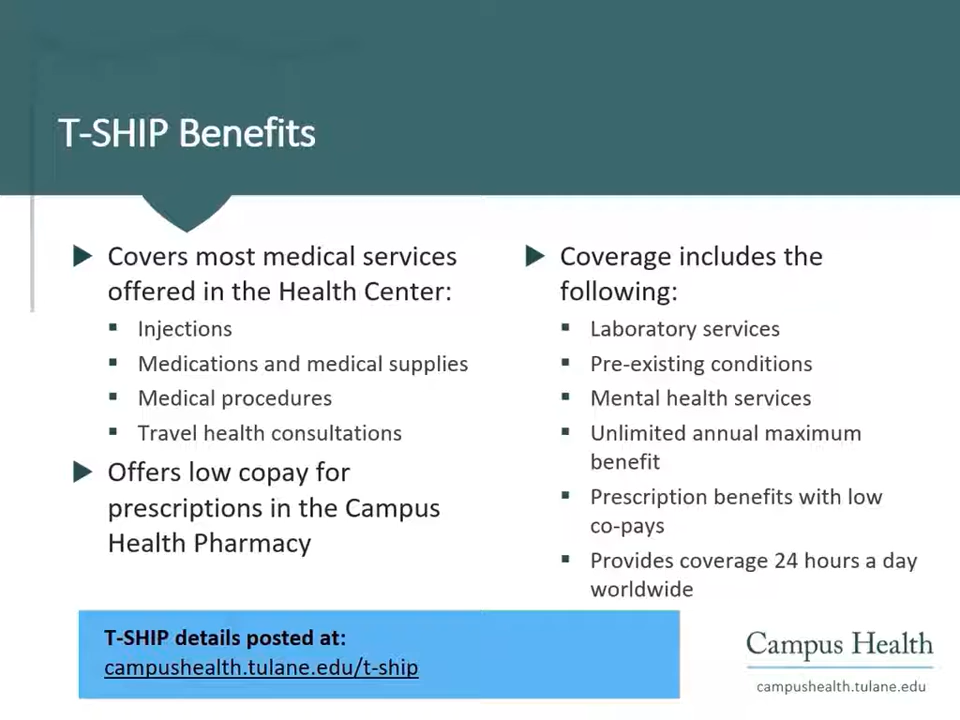 T-SHIP Benefits
Covers most medical services
offered in the Health Center:
Injections
Medications and medical supplies
Medical procedures
Travel health consultations
Offers low copay for
prescriptions in the Campus
Health Pharmacy
Coverage includes the
following:
Laboratory services
Pre-existing conditions
Mental health services
Unlimited annual maximum
benefit
Prescription benefits with low
co-pays
Provides coverage 24 hours a day
worldwide
T-SHIP details posted at:
campushealth.tulane.edu/t-ship
Campus Health
campushealth.tulane.edu